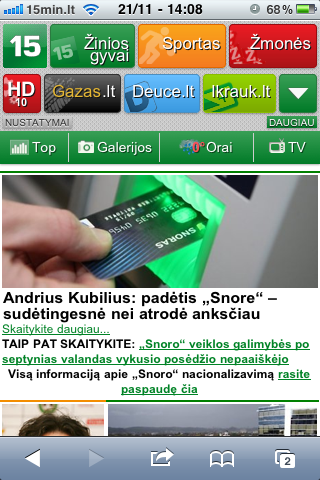 15min.lt 21/11 - 14:08 68%
15 15 Žinios gyvai Sportas Žmonės
HD 10 Gazas.lt Deuce.lt Ikrauk.lt
NUSTATYMAI DAUGIAU
Top Galerijos 0° Orai TV
SNORAS
Andrius Kubilius: padėtis „Snore“ –
sudėtingesnė nei atrodė anksčiau
Skaitykite daugiau...
TAIP PAT SKAITYKITE: „Snoro“ veiklos galimybės po
septynias valandas vykusio posėdžio nepaaiškėjo
Visą informaciją apie „Snoro“ nacionalizavimą rasite
paspaudę čia
2